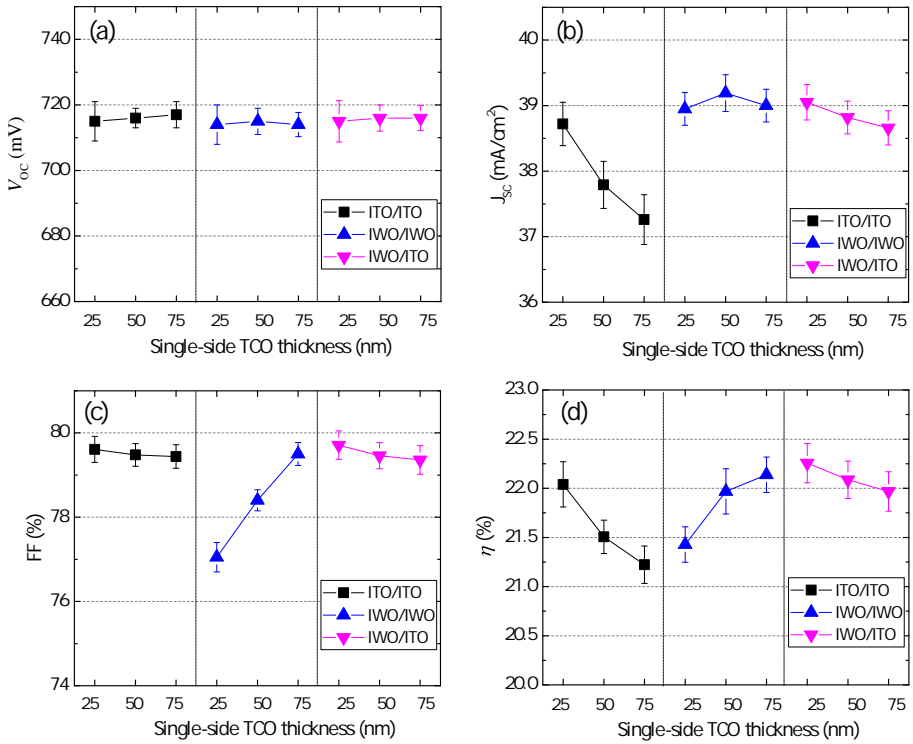 (a)
750
720
700
680
660
V_OC (mV)
ITO/ITO
IWO/IWO
IWO/ITO
25 50 75 25 50 75 25 50 75
Single-side TCO thickness (nm)
(b)
40
39
38
37
36
J_SC (mA/cm²)
ITO/ITO
IWO/IWO
IWO/ITO
25 50 75 25 50 75 25 50 75
Single-side TCO thickness (nm)
(c)
80
78
76
74
FF (%)
ITO/ITO
IWO/IWO
IWO/ITO
25 50 75 25 50 75 25 50 75
Single-side TCO thickness (nm)
(d)
23.0
22.5
22.0
21.5
21.0
20.5
20.0
η (%)
ITO/ITO
IWO/IWO
IWO/ITO
25 50 75 25 50 75 25 50 75
Single-side TCO thickness (nm)